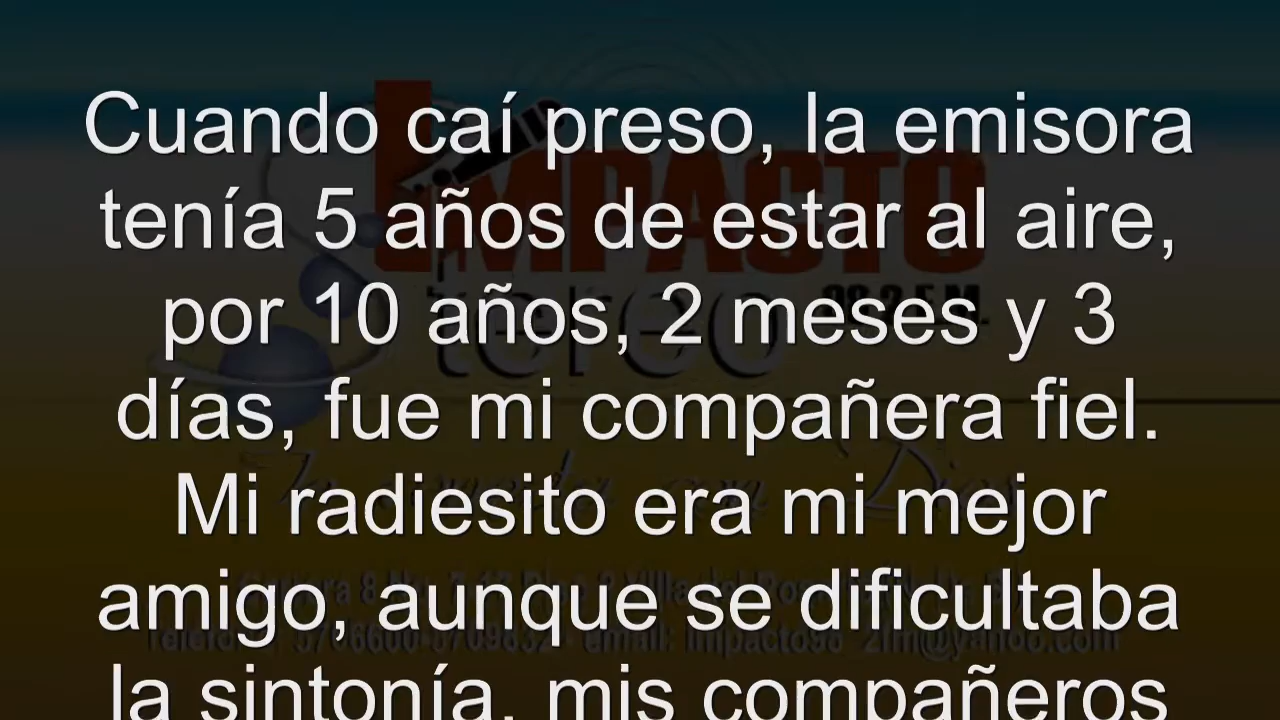 Cuando caí preso, la emisora
tenía 5 años de estar al aire,
por 10 años, 2 meses y 3
días, fue mi compañera fiel.
Mi radiesito era mi mejor
amigo, aunque se dificultaba
la sintonía, mis compañeros
IMPACTO